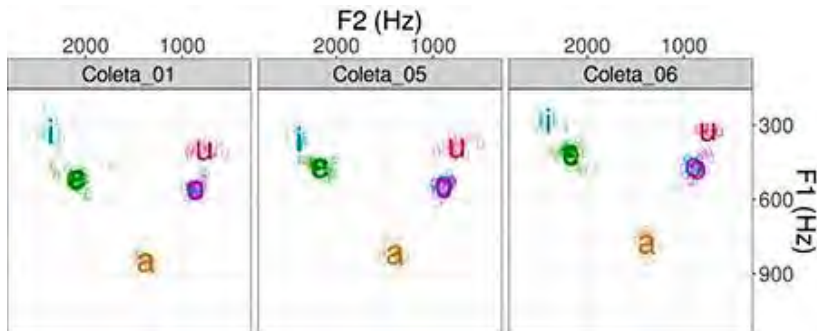 F2 (Hz)
2000 1000 2000 1000 2000 1000
Coleta_01 Coleta_05 Coleta_06
i e a o u
i e a o u
i e a o u
300
600
900
F1 (Hz)